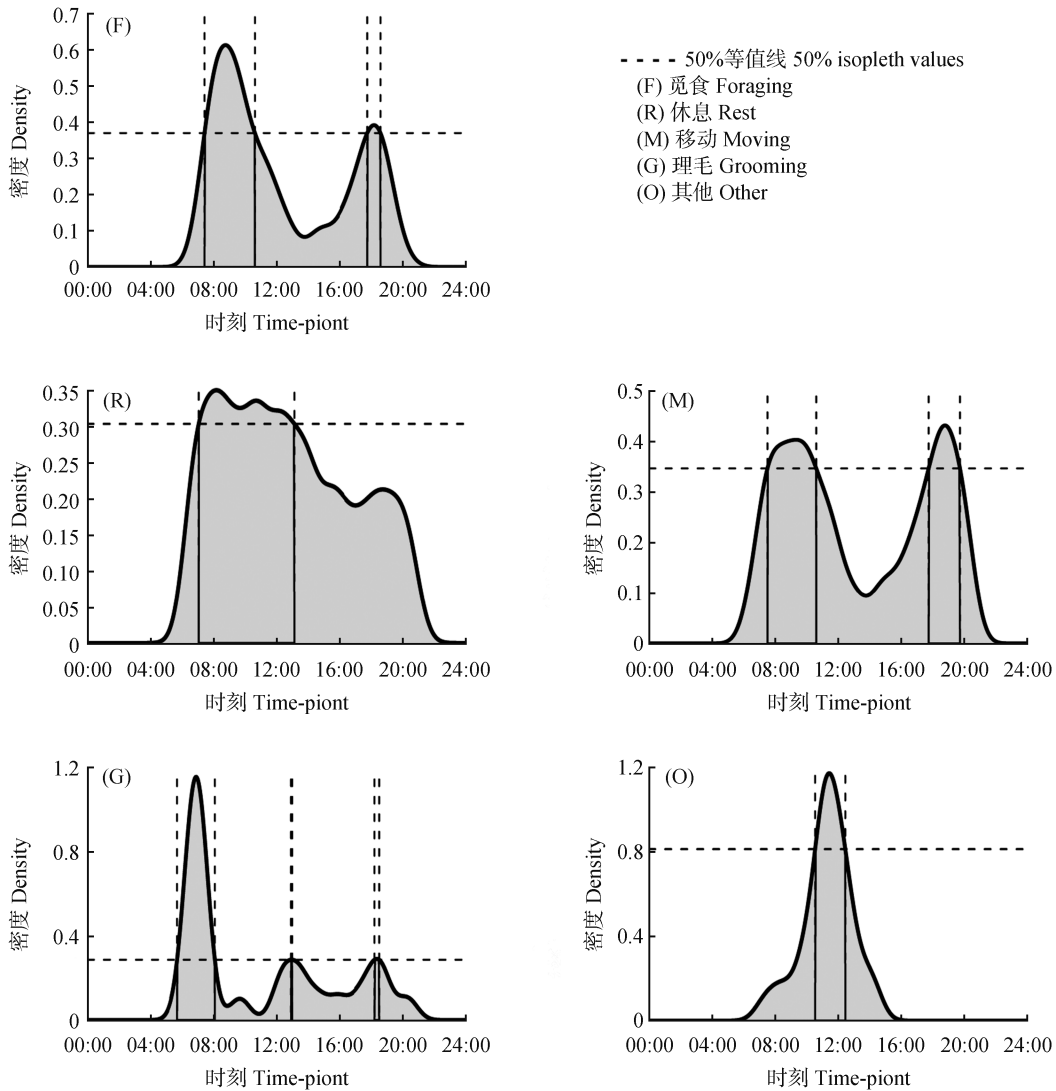 (F)
0.7
0.6
0.5
0.4
0.3
0.2
0.1
0
密度 Density
00:00 04:00 08:00 12:00 16:00 20:00 24:00
时刻 Time-piont
50%等值线 50% isopleth values
(F) 觅食 Foraging
(R) 休息 Rest
(M) 移动 Moving
(G) 理毛 Grooming
(O) 其他 Other
(R)
0.35
0.30
0.25
0.20
0.15
0.10
0.05
0
密度 Density
00:00 04:00 08:00 12:00 16:00 20:00 24:00
时刻 Time-piont
(M)
0.5
0.4
0.3
0.2
0.1
0
密度 Density
00:00 04:00 08:00 12:00 16:00 20:00 24:00
时刻 Time-piont
(G)
1.2
0.8
0.4
0
密度 Density
00:00 04:00 08:00 12:00 16:00 20:00 24:00
时刻 Time-piont
(O)
1.2
0.8
0.4
0
密度 Density
00:00 04:00 08:00 12:00 16:00 20:00 24:00
时刻 Time-piont